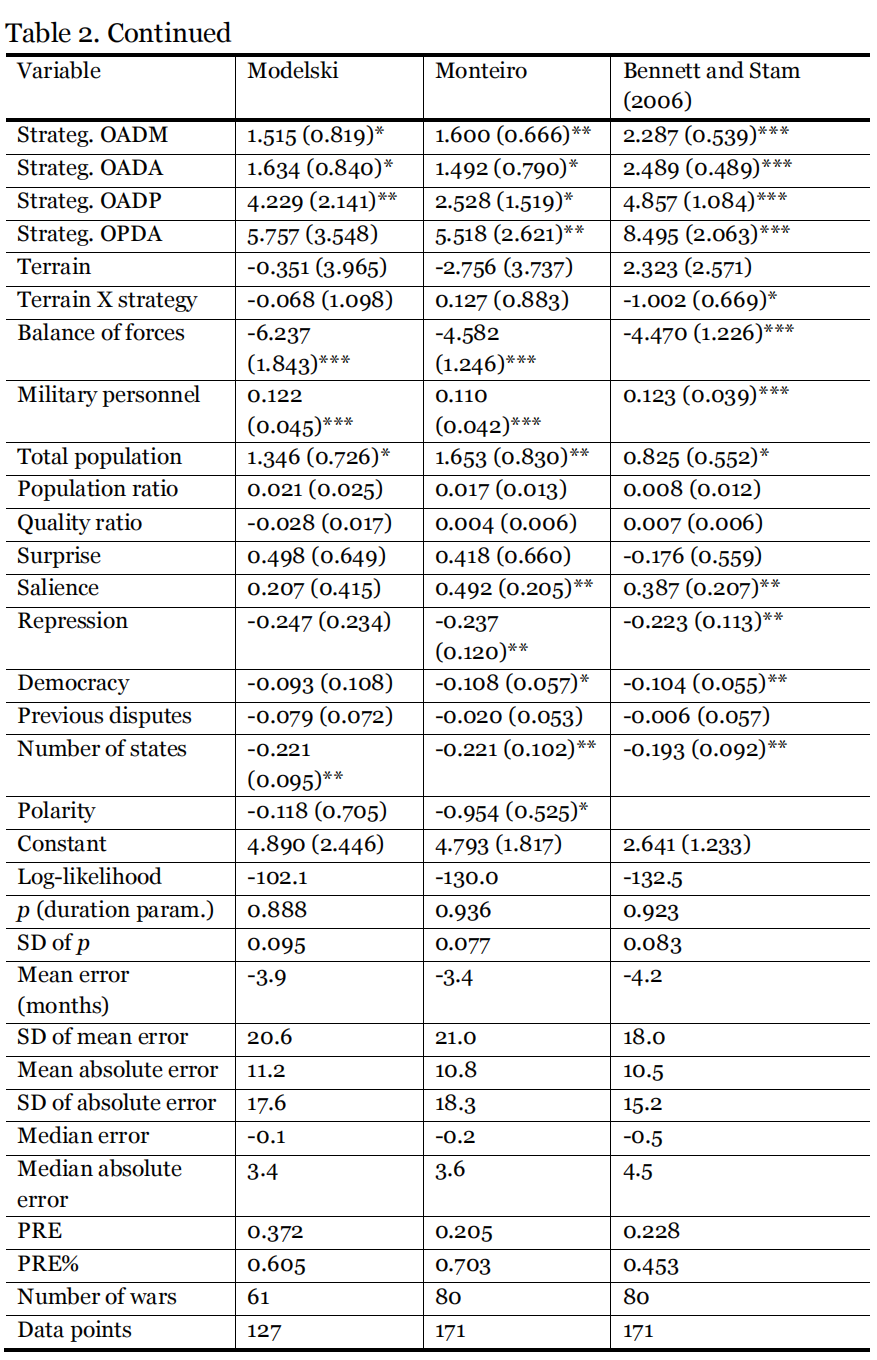 Table 2. Continued
Variable Modelski Monteiro Bennett and Stam
(2006)
Strateg. OADM 1.515 (0.819)* 1.600 (0.666)** 2.287 (0.539)***
Strateg. OADA 1.634 (0.840)* 1.492 (0.790)* 2.489 (0.489)***
Strateg. OADP 4.229 (2.141)** 2.528 (1.519)* 4.857 (1.084)***
Strateg. OPDA 5.757 (3.548) 5.518 (2.621)** 8.495 (2.063)***
Terrain -0.351 (3.965) -2.756 (3.737) 2.323 (2.571)
Terrain X strategy -0.068 (1.098) 0.127 (0.883) -1.002 (0.669)*
Balance of forces -6.237 -4.582 -4.470 (1.226)***
(1.843)*** (1.246)***
Military personnel 0.122 0.110 0.123 (0.039)***
(0.045)*** (0.042)***
Total population 1.346 (0.726)* 1.653 (0.830)** 0.825 (0.552)*
Population ratio 0.021 (0.025) 0.017 (0.013) 0.008 (0.012)
Quality ratio -0.028 (0.017) 0.004 (0.006) 0.007 (0.006)
Surprise 0.498 (0.649) 0.418 (0.660) -0.176 (0.559)
Salience 0.207 (0.415) 0.492 (0.205)** 0.387 (0.207)**
Repression -0.247 (0.234) -0.237 -0.223 (0.113)**
(0.120)**
Democracy -0.093 (0.108) -0.108 (0.057)* -0.104 (0.055)**
Previous disputes -0.079 (0.072) -0.020 (0.053) -0.006 (0.057)
Number of states -0.221 -0.221 (0.102)** -0.193 (0.092)**
(0.095)**
Polarity -0.118 (0.705) -0.954 (0.525)*
Constant 4.890 (2.446) 4.793 (1.817) 2.641 (1.233)
Log-likelihood -102.1 -130.0 -132.5
p (duration param.) 0.888 0.936 0.923
SD of p 0.095 0.077 0.083
Mean error -3.9 -3.4 -4.2
(months)
SD of mean error 20.6 21.0 18.0
Mean absolute error 11.2 10.8 10.5
SD of absolute error 17.6 18.3 15.2
Median error -0.1 -0.2 -0.5
Median absolute 3.4 3.6 4.5
error
PRE 0.372 0.205 0.228
PRE% 0.605 0.703 0.453
Number of wars 61 80 80
Data points 127 171 171